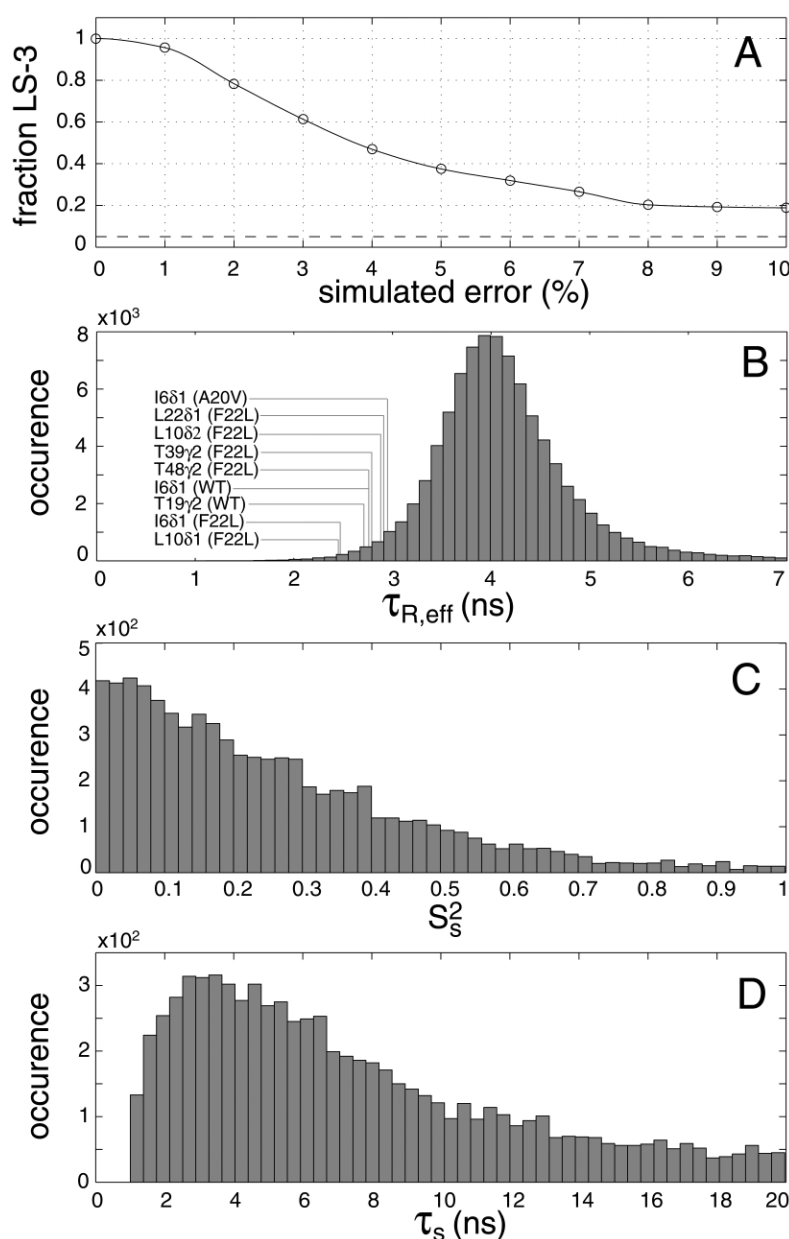 A
fraction LS-3
1
0.8
0.6
0.4
0.2
0
0 1 2 3 4 5 6 7 8 9 10
simulated error (%)
x10³
B
occurence
8
6
4
2
0
I6δ1 (A20V)
L22δ1 (F22L)
L10δ2 (F22L)
T39γ2 (F22L)
T48γ2 (F22L)
I6δ1 (WT)
T19γ2 (WT)
I6δ1 (F22L)
L10δ1 (F22L)
0 1 2 3 4 5 6 7
τR,eff (ns)
x10²
C
occurence
5
4
3
2
1
0
0 0.1 0.2 0.3 0.4 0.5 0.6 0.7 0.8 0.9 1
S²s
x10²
D
occurence
3
2
1
0
0 2 4 6 8 10 12 14 16 18 20
τs (ns)